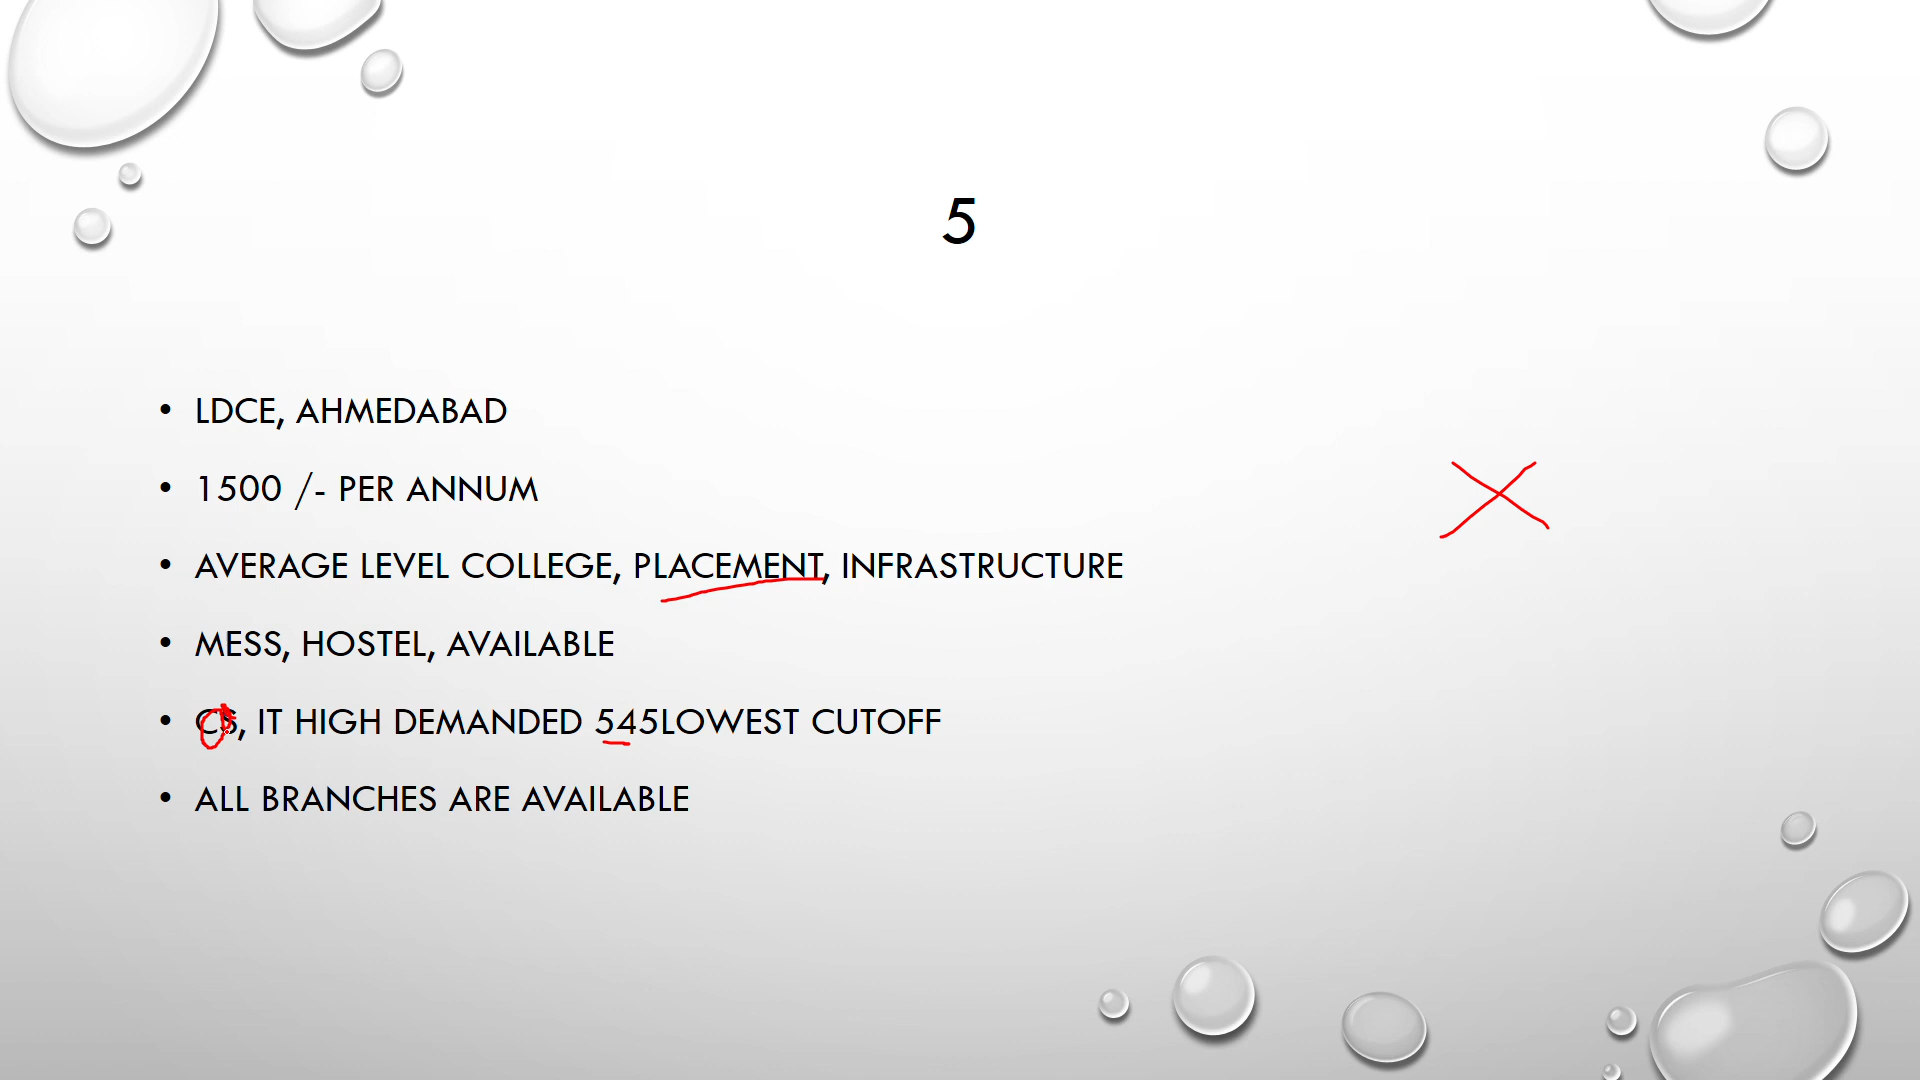 5
• LDCE, AHMEDABAD
• 1500 /- PER ANNUM
• AVERAGE LEVEL COLLEGE, PLACEMENT, INFRASTRUCTURE
• MESS, HOSTEL, AVAILABLE
• CS, IT HIGH DEMANDED 545LOWEST CUTOFF
• ALL BRANCHES ARE AVAILABLE